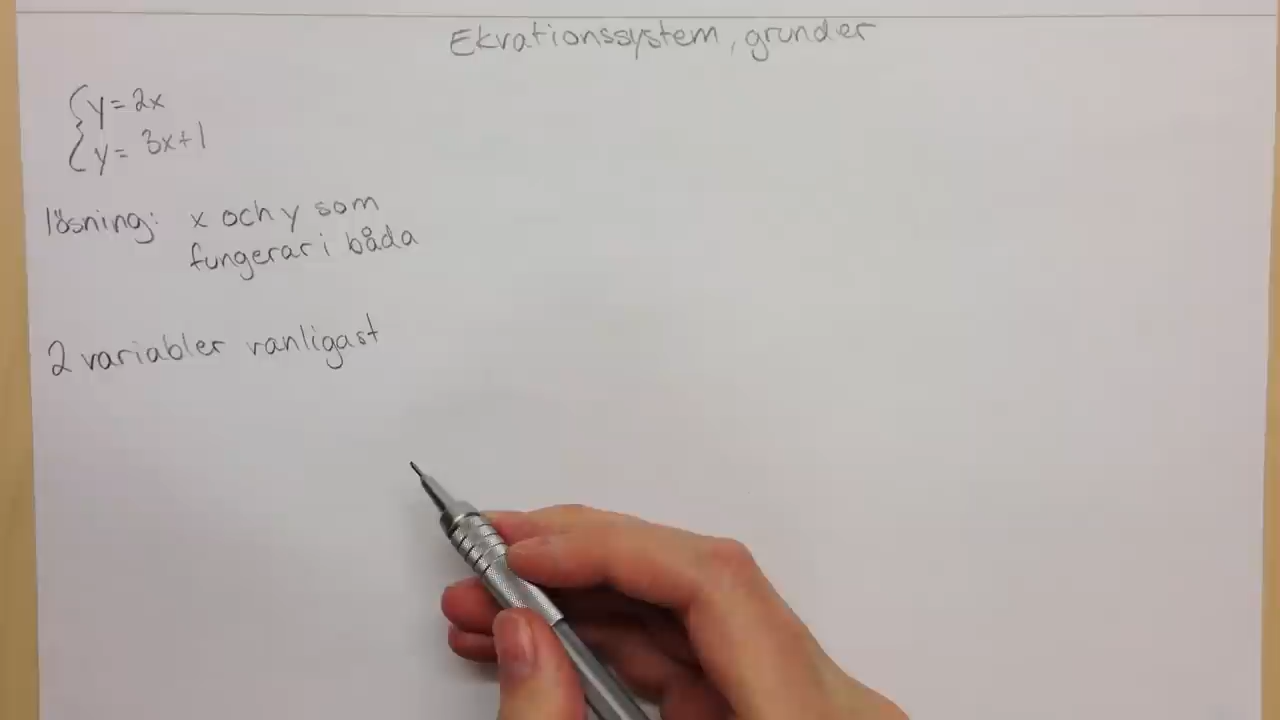 Ekvationssystem, grunder
{y = 2x
{y = 3x+1
lösning: x och y som
fungerar i båda
2 variabler vanligast